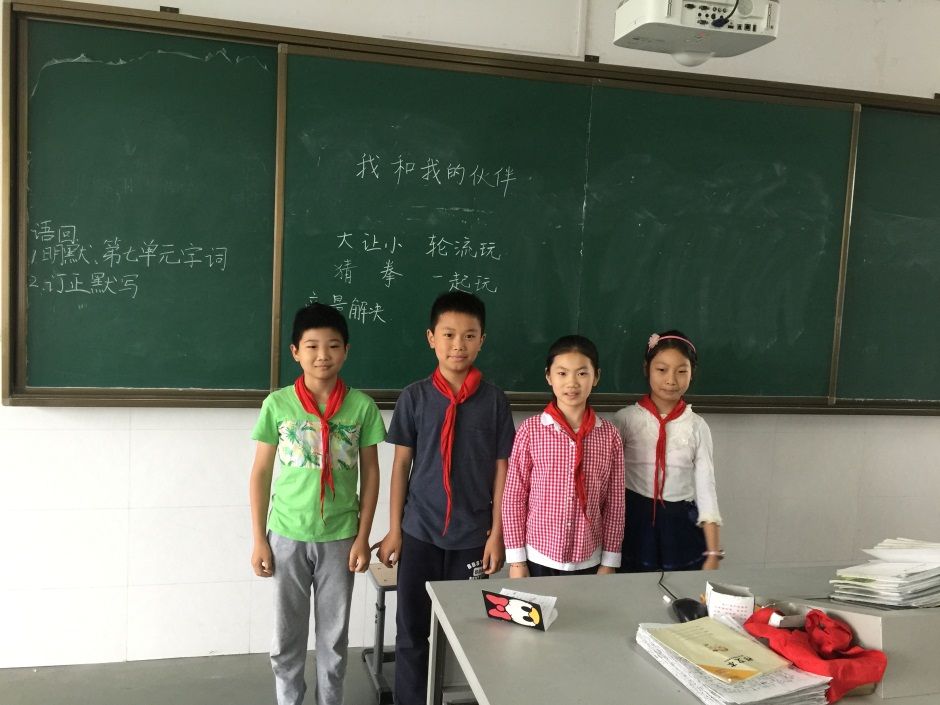 语回
1.明默、第七单元字词
2.订正默写
我和我的伙伴
大让小 轮流玩
猜拳 一起玩
解决